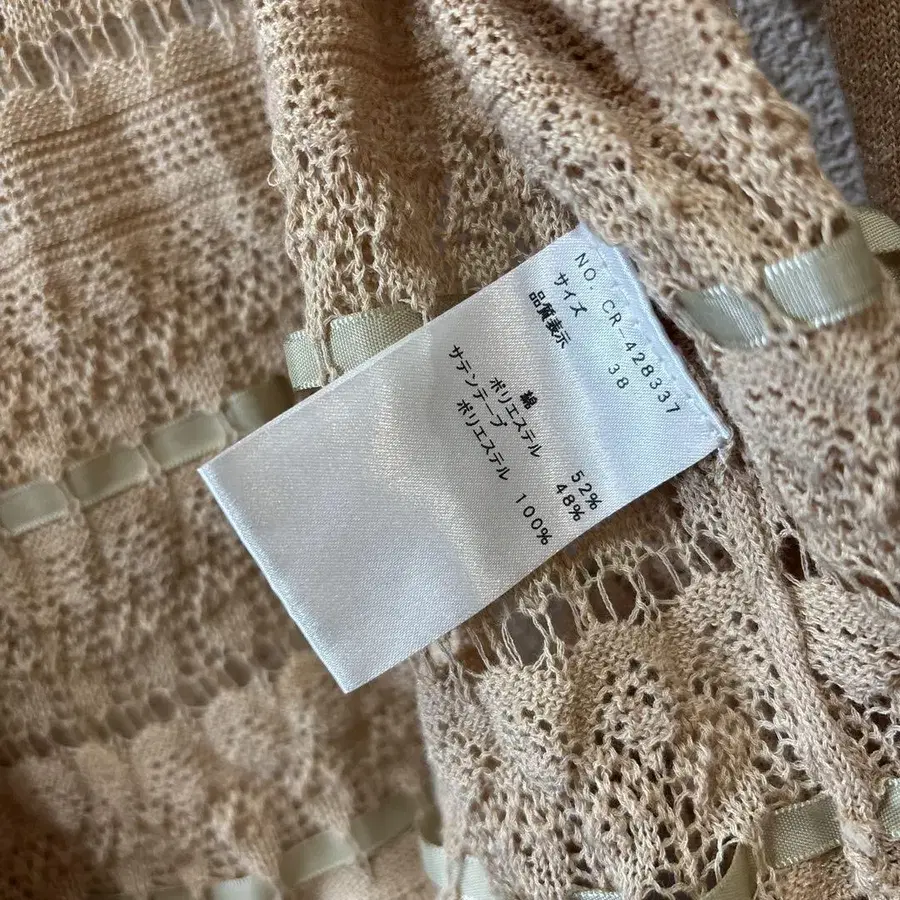 NO. CR-428337
サイズ 38
品質表示
綿 52%
ポリエステル 48%
サテンテープ
ポリエステル 100%